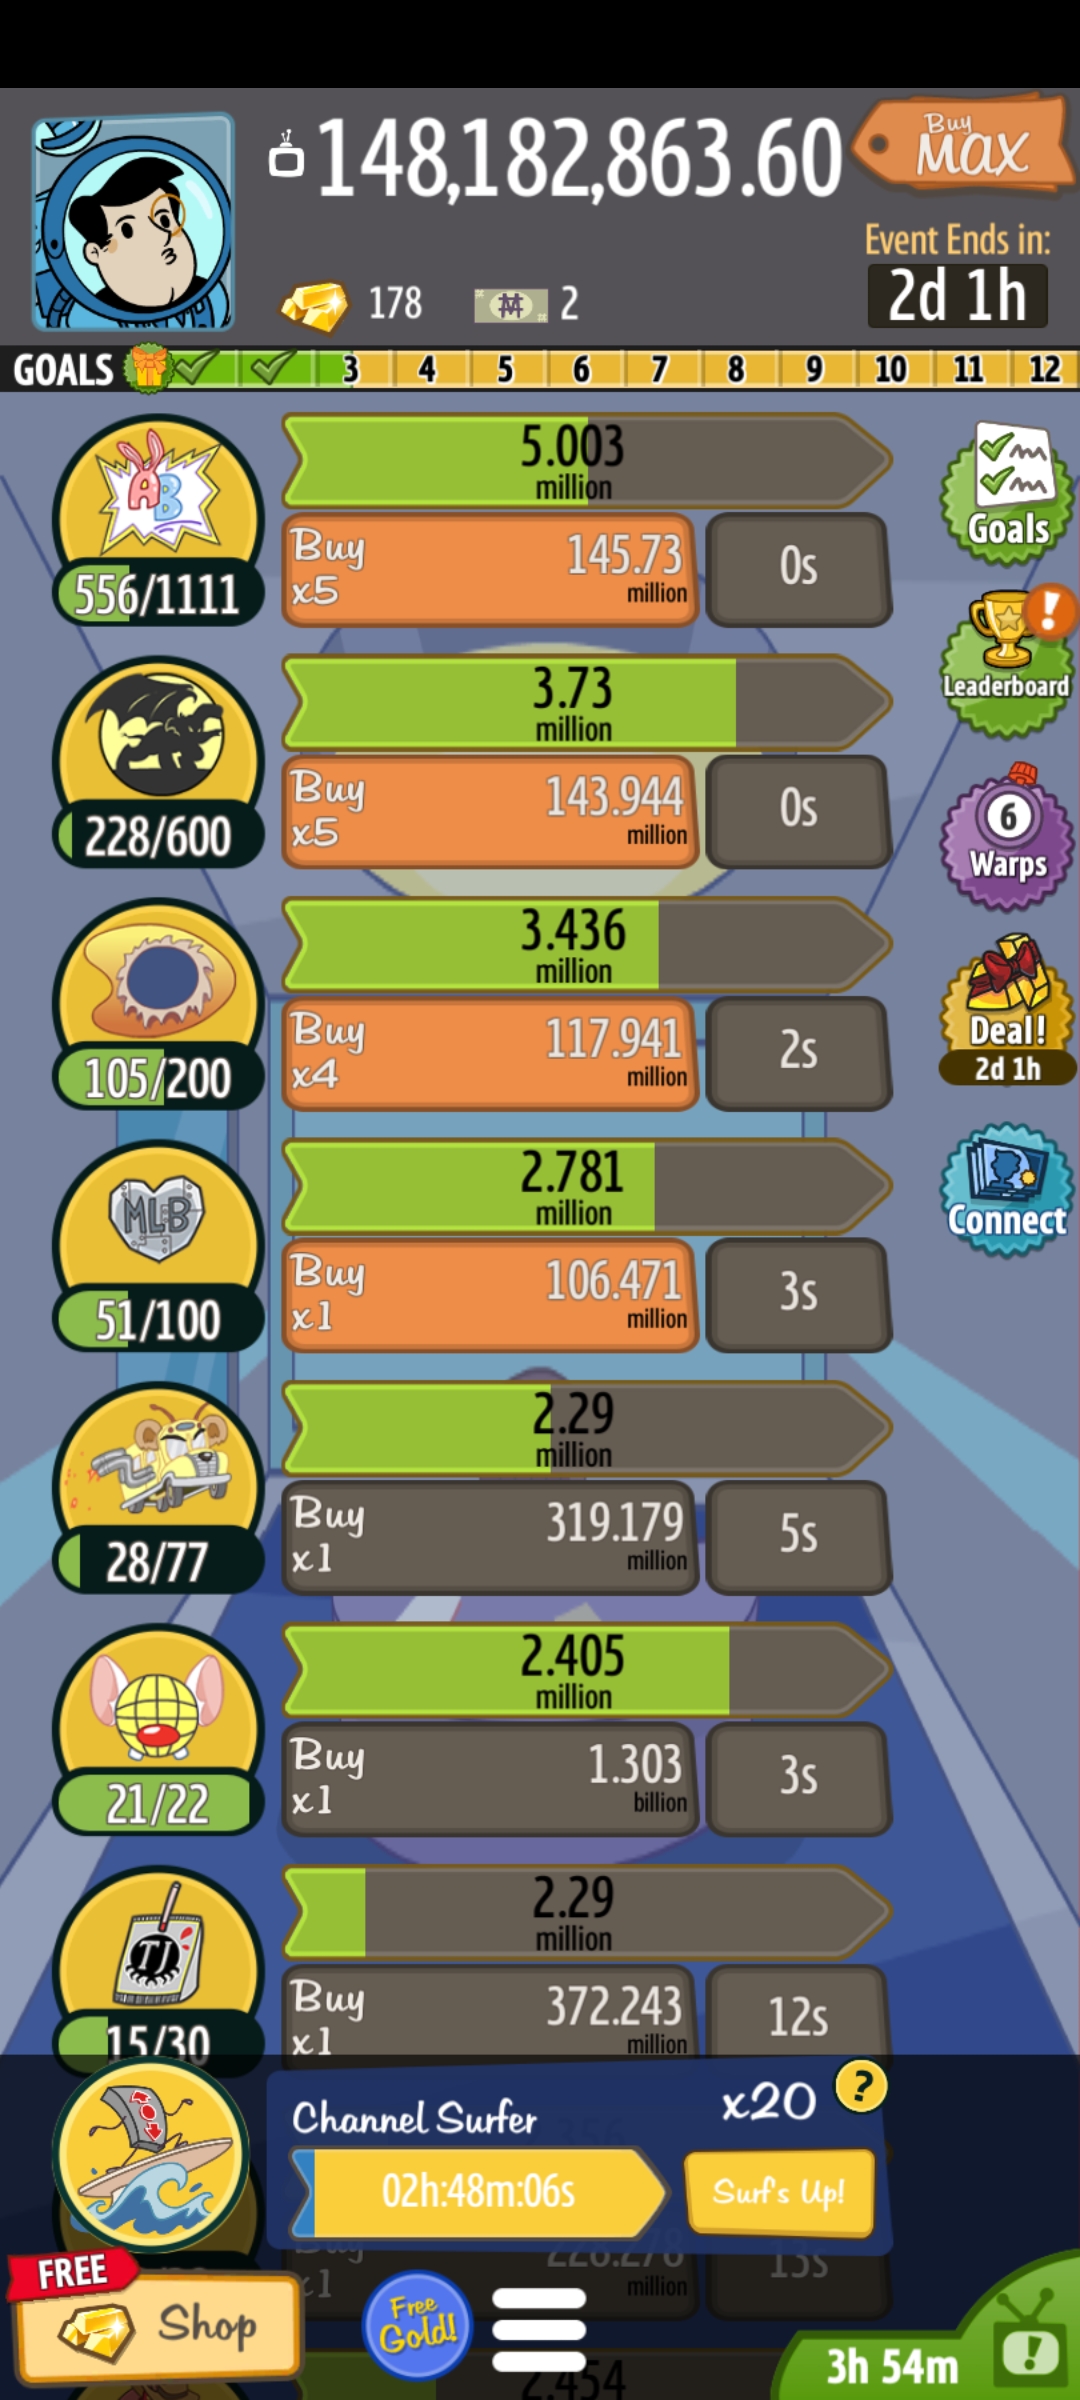 148,182,863.60
Buy
MAX
Event Ends in:
2d 1h
178
2
GOALS
3 4 5 6 7 8 9 10 11 12
AB
556/1111
5.003
million
Buy
x5
145.73
million
0s
Goals
228/600
3.73
million
Buy
x5
143.944
million
0s
Leaderboard
!
105/200
3.436
million
Buy
x4
117.941
million
2s
6
Warps
Deal!
2d 1h
MLB
51/100
2.781
million
Buy
x1
106.471
million
3s
Connect
28/77
2.29
million
Buy
x1
319.179
million
5s
21/22
2.405
million
Buy
x1
1.303
billion
3s
TJ
15/30
2.29
million
Buy
x1
372.243
million
12s
Channel Surfer
x20
?
02h:48m:06s
Surf's Up!
Buy
x1
228.278
million
13s
FREE
Shop
Free
Gold!
2.454
3h 54m
!